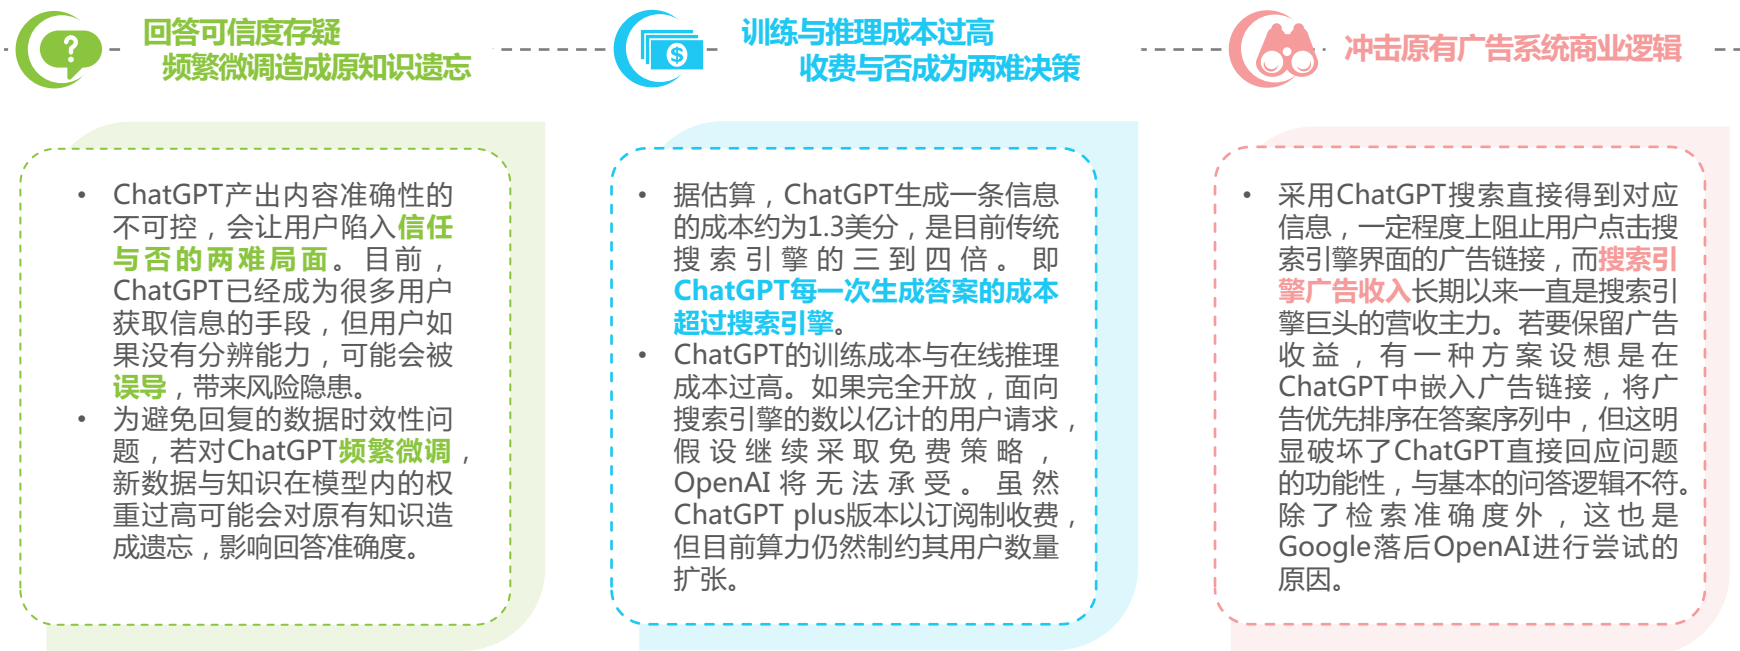 回答可信度存疑
频繁微调造成原知识遗忘
• ChatGPT产出内容准确性的
不可控，会让用户陷入信任
与否的两难局面。目前，
ChatGPT已经成为很多用户
获取信息的手段，但用户如
果没有分辨能力，可能会被
误导，带来风险隐患。
• 为避免回复的数据时效性问
题，若对ChatGPT频繁微调，
新数据与知识在模型内的权
重过高可能会对原有知识造
成遗忘，影响回答准确度。
训练与推理成本过高
收费与否成为两难决策
• 据估算，ChatGPT生成一条信息
的成本约为1.3美分，是目前传统
搜索引擎的三到四倍。即
ChatGPT每一次生成答案的成本
超过搜索引擎。
• ChatGPT的训练成本与在线推理
成本过高。如果完全开放，面向
搜索引擎的数以亿计的用户请求，
假设继续采取免费策略，
OpenAI将无法承受。虽然
ChatGPT plus版本以订阅制收费，
但目前算力仍然制约其用户数量
扩张。
冲击原有广告系统商业逻辑
• 采用ChatGPT搜索直接得到对应
信息，一定程度上阻止用户点击搜
索引擎界面的广告链接，而搜索引
擎广告收入长期以来一直是搜索引
擎巨头的营收主力。若要保留广告
收益，有一种方案设想是在
ChatGPT中嵌入广告链接，将广
告优先排序在答案序列中，但这明
显破坏了ChatGPT直接回应问题
的功能性，与基本的问答逻辑不符。
除了检索准确度外，这也是
Google落后OpenAI进行尝试的
原因。